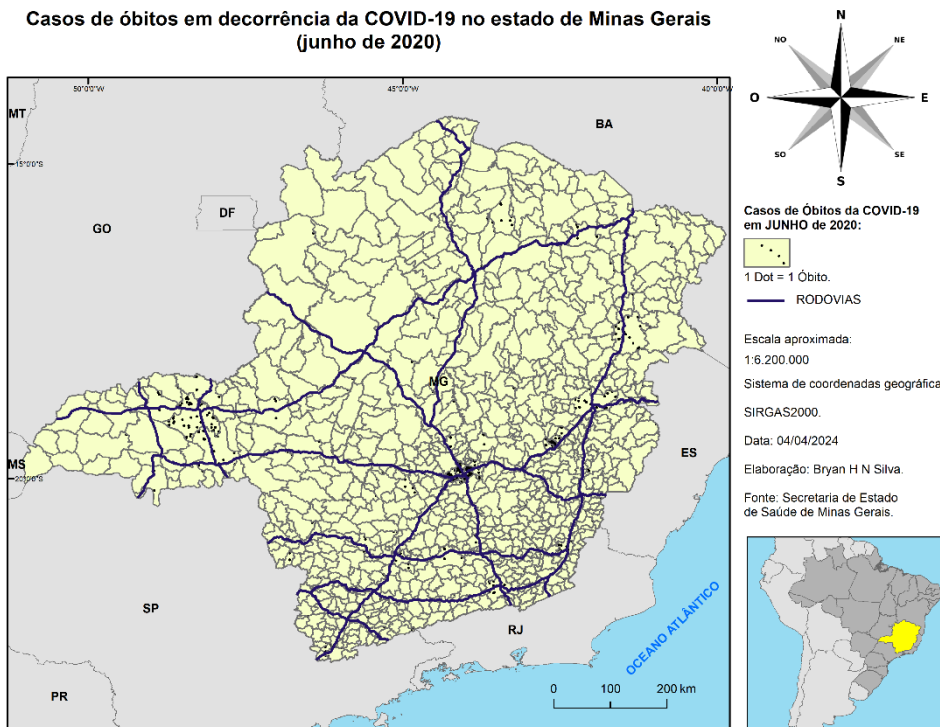 Casos de óbitos em decorrência da COVID-19 no estado de Minas Gerais
(junho de 2020)
N
NO
NE
O
E
SO
SE
S
50°0'0"W
45°0'0"W
40°0'0"W
MT
BA
15°0'0"S
DF
GO
MG
MS
20°0'0"S
ES
SP
RJ
PR
OCEANO ATLÂNTICO
0 100 200 km
Casos de Óbitos da COVID-19
em JUNHO de 2020:
1 Dot = 1 Óbito.
RODOVIAS
Escala aproximada:
1:6.200.000
Sistema de coordenadas geográfica
SIRGAS2000.
Data: 04/04/2024
Elaboração: Bryan H N Silva.
Fonte: Secretaria de Estado
de Saúde de Minas Gerais.